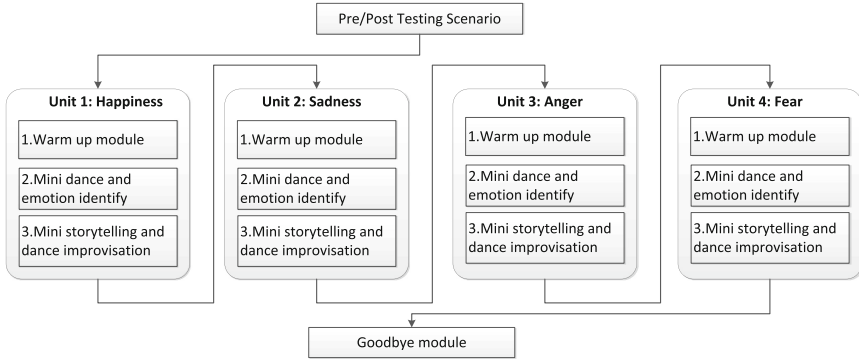 Pre/Post Testing Scenario
Unit 1: Happiness
1.Warm up module
2.Mini dance and
emotion identify
3.Mini storytelling and
dance improvisation
Unit 2: Sadness
1.Warm up module
2.Mini dance and
emotion identify
3.Mini storytelling and
dance improvisation
Unit 3: Anger
1.Warm up module
2.Mini dance and
emotion identify
3.Mini storytelling and
dance improvisation
Unit 4: Fear
1.Warm up module
2.Mini dance and
emotion identify
3.Mini storytelling and
dance improvisation
Goodbye module